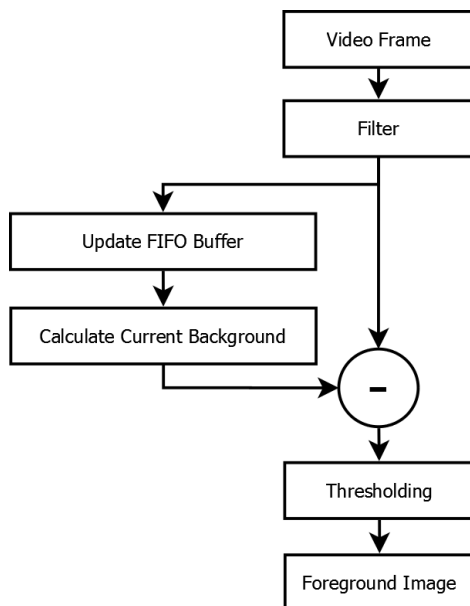 Video Frame
Filter
Update FIFO Buffer
Calculate Current Background
-
Thresholding
Foreground Image